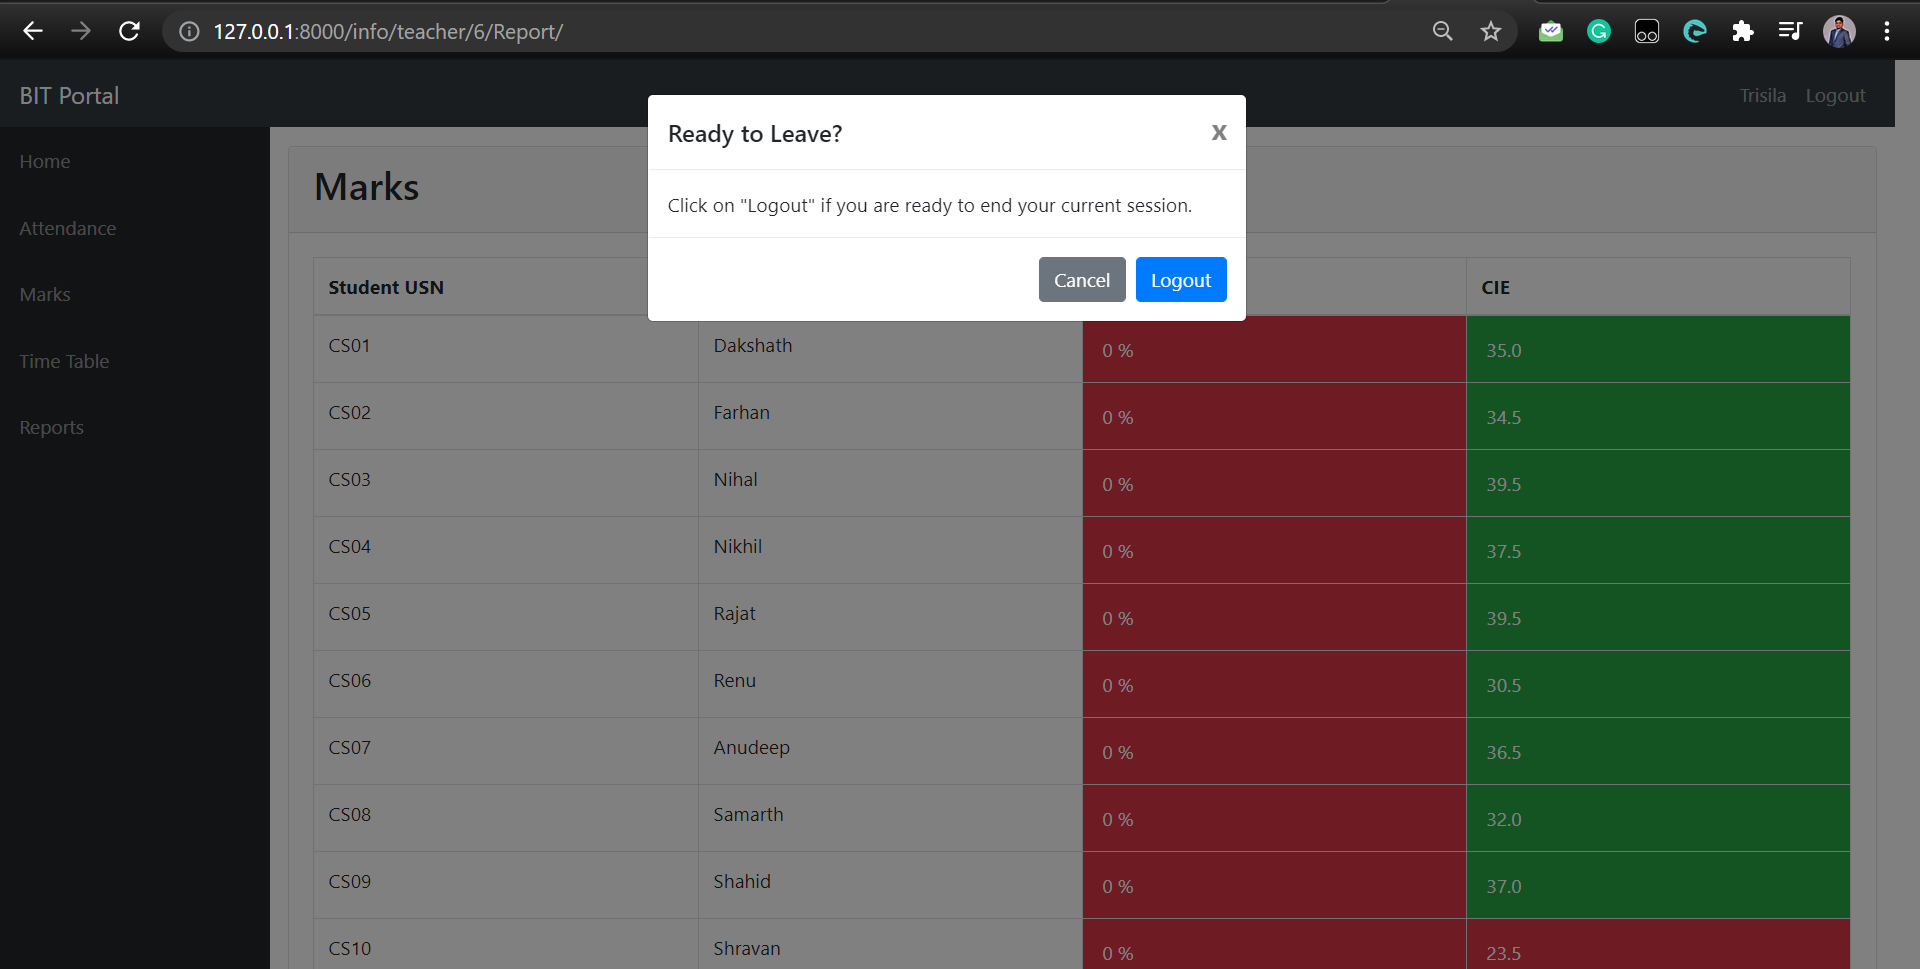 127.0.0.1:8000/info/teacher/6/Report/
BIT Portal
Trisila Logout
Home
Attendance
Marks
Time Table
Reports
Ready to Leave? x
Click on "Logout" if you are ready to end your current session.
Cancel Logout
Marks
Student USN CIE
CS01 Dakshath 0 % 35.0
CS02 Farhan 0 % 34.5
CS03 Nihal 0 % 39.5
CS04 Nikhil 0 % 37.5
CS05 Rajat 0 % 39.5
CS06 Renu 0 % 30.5
CS07 Anudeep 0 % 36.5
CS08 Samarth 0 % 32.0
CS09 Shahid 0 % 37.0
CS10 Shravan 0 % 23.5